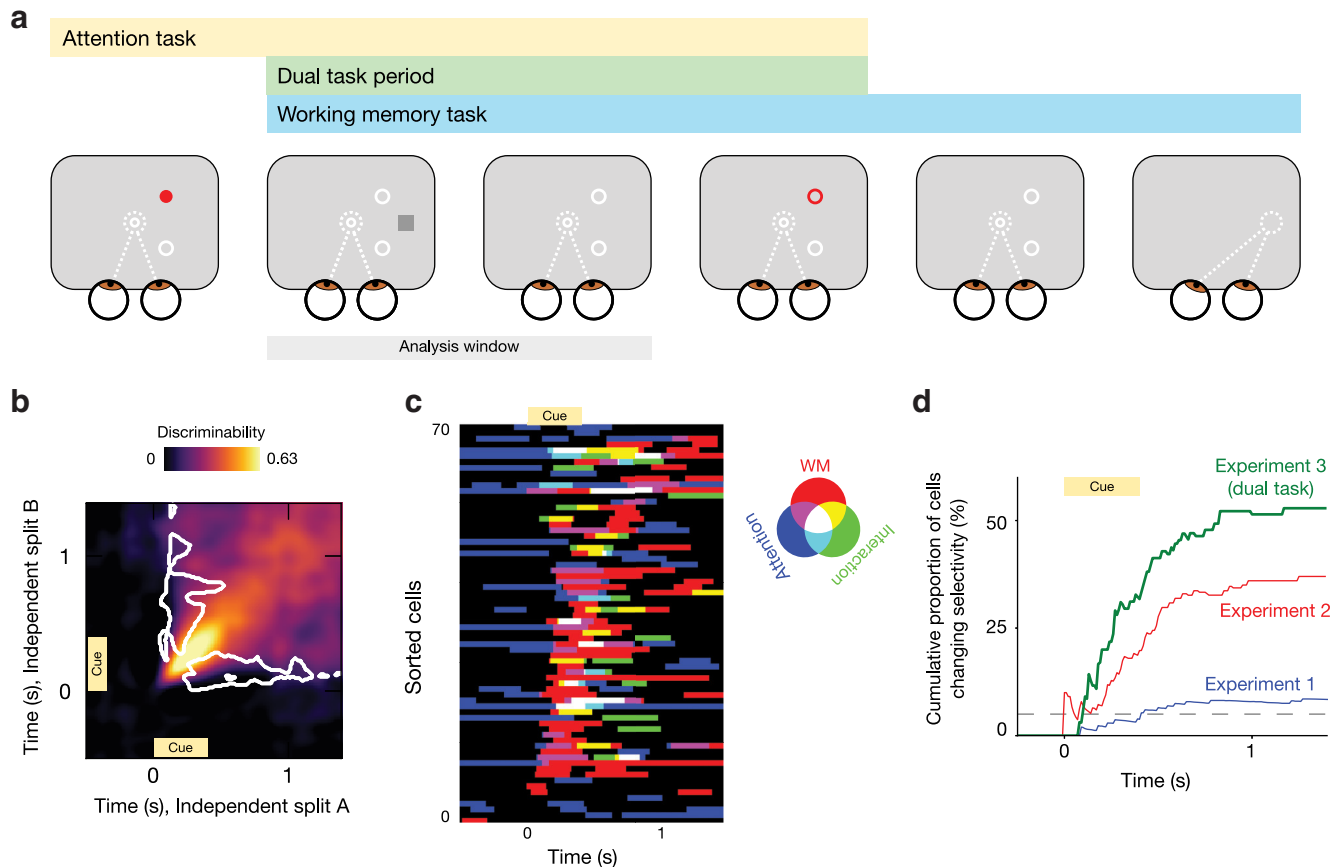 a
Attention task
Dual task period
Working memory task
Analysis window
b
Discriminability
0
0.63
Time (s), Independent split B
1
0
Cue
Cue
0
1
Time (s), Independent split A
c
Cue
70
Sorted cells
0
0
1
Time (s)
WM
Attention
Interaction
d
Cumulative proportion of cells
changing selectivity (%)
Cue
50
25
0
Experiment 3
(dual task)
Experiment 2
Experiment 1
0
1
Time (s)